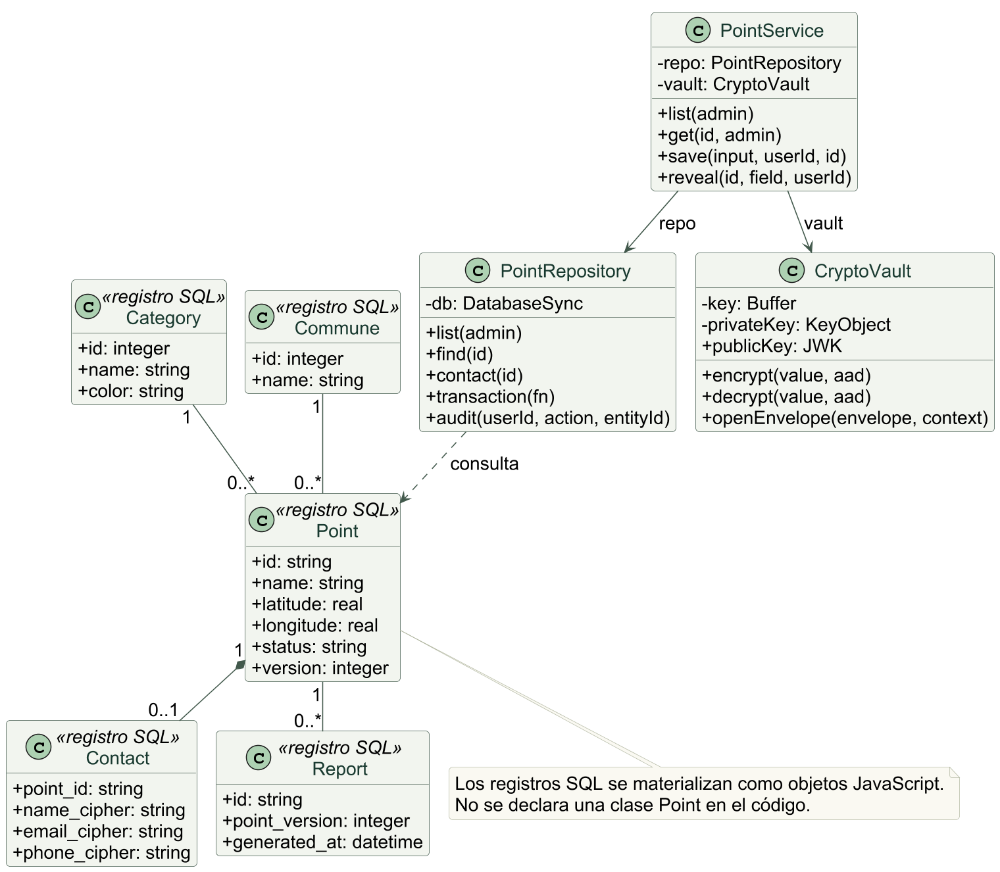 C PointService
-repo: PointRepository
-vault: CryptoVault
+list(admin)
+get(id, admin)
+save(input, userId, id)
+reveal(id, field, userId)
repo
vault
C PointRepository
-db: DatabaseSync
+list(admin)
+find(id)
+contact(id)
+transaction(fn)
+audit(userId, action, entityId)
C CryptoVault
-key: Buffer
-privateKey: KeyObject
+publicKey: JWK
+encrypt(value, aad)
+decrypt(value, aad)
+openEnvelope(envelope, context)
C «registro SQL»
Category
+id: integer
+name: string
+color: string
C «registro SQL»
Commune
+id: integer
+name: string
1
1
consulta
0..*
0..*
C «registro SQL»
Point
+id: string
+name: string
+latitude: real
+longitude: real
+status: string
+version: integer
1
1
0..1
0..*
C «registro SQL»
Contact
+point_id: string
+name_cipher: string
+email_cipher: string
+phone_cipher: string
C «registro SQL»
Report
+id: string
+point_version: integer
+generated_at: datetime
Los registros SQL se materializan como objetos JavaScript.
No se declara una clase Point en el código.